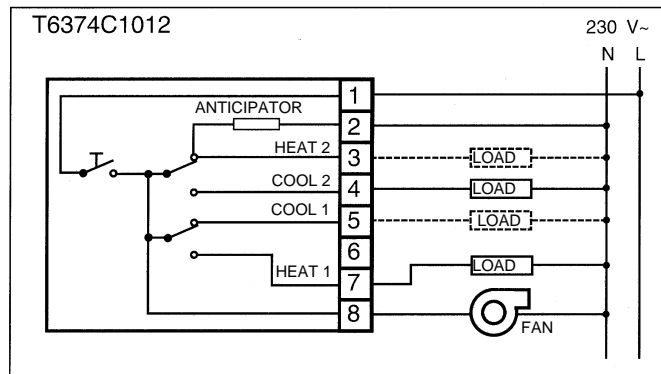 T6374C1012
230 V~
N L
1
ANTICIPATOR
2
HEAT 2
3
LOAD
COOL 2
4
LOAD
COOL 1
5
LOAD
6
HEAT 1
7
LOAD
8
FAN
T